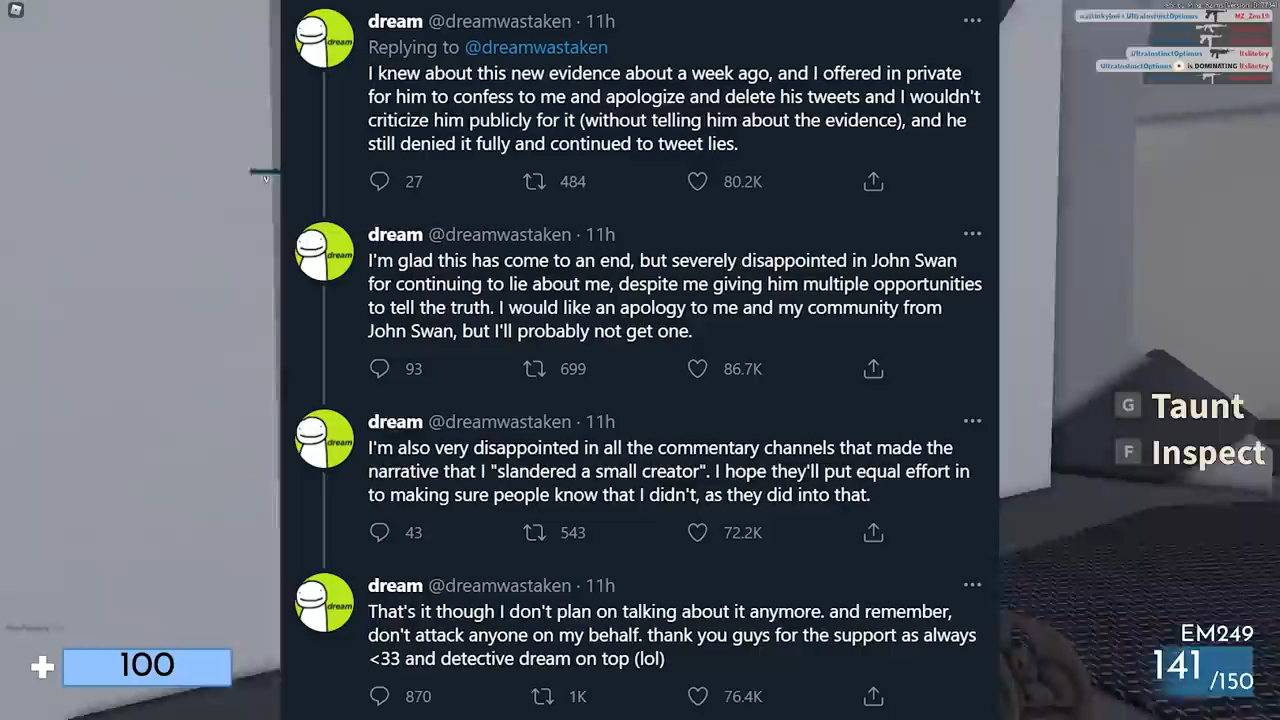 dream @dreamwastaken · 11h
Replying to @dreamwastaken
I knew about this new evidence about a week ago, and I offered in private
for him to confess to me and apologize and delete his tweets and I wouldn't
criticize him publicly for it (without telling him about the evidence), and he
still denied it fully and continued to tweet lies.
27 484 80.2K
dream @dreamwastaken · 11h
I'm glad this has come to an end, but severely disappointed in John Swan
for continuing to lie about me, despite me giving him multiple opportunities
to tell the truth. I would like an apology to me and my community from
John Swan, but I'll probably not get one.
93 699 86.7K
dream @dreamwastaken · 11h
I'm also very disappointed in all the commentary channels that made the
narrative that I "slandered a small creator". I hope they'll put equal effort in
to making sure people know that I didn't, as they did into that.
43 543 72.2K
dream @dreamwastaken · 11h
That's it though I don't plan on talking about it anymore. and remember,
don't attack anyone on my behalf. thank you guys for the support as always
<33 and detective dream on top (lol)
870 1K 76.4K
dream
dream
dream
dream
UltraInstinctOptimus
UltraInstinctOptimus is DOMINATING
G Taunt
F Inspect
100
EM249
141 /150